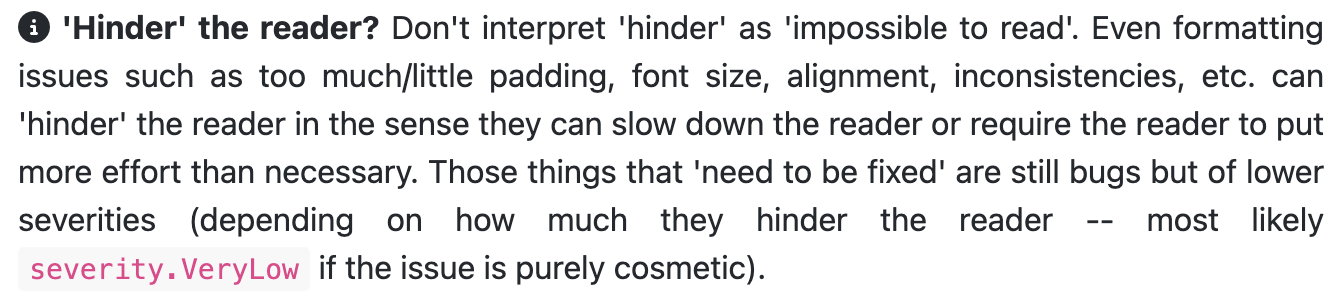 'Hinder' the reader? Don't interpret 'hinder' as 'impossible to read'. Even formatting
issues such as too much/little padding, font size, alignment, inconsistencies, etc. can
'hinder' the reader in the sense they can slow down the reader or require the reader to put
more effort than necessary. Those things that 'need to be fixed' are still bugs but of lower
severities (depending on how much they hinder the reader -- most likely
severity.VeryLow if the issue is purely cosmetic).